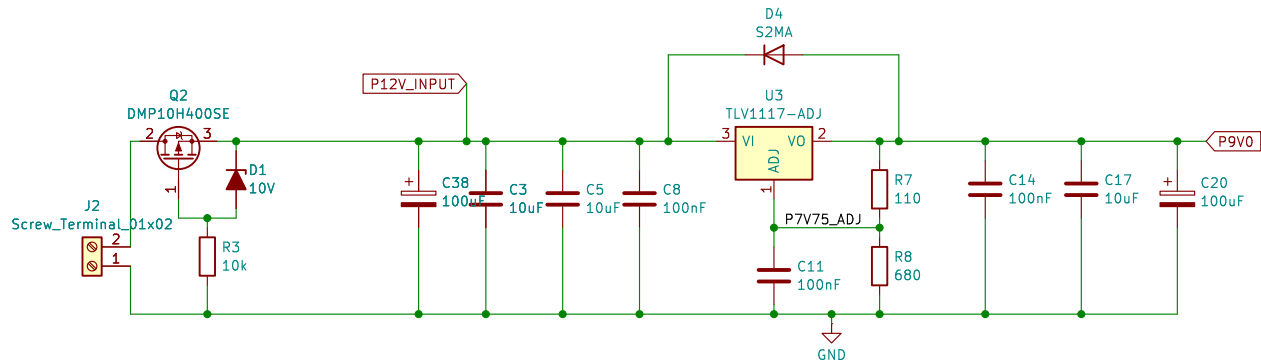 D4
S2MA
P12V_INPUT
Q2
DMP10H400SE
2
3
1
D1
10V
J2
Screw_Terminal_01x02
2
1
R3
10k
+
C38
100uF
C3
10uF
C5
10uF
C8
100nF
U3
TLV1117-ADJ
3
VI
VO
2
ADJ
1
P7V75_ADJ
R7
110
R8
680
C11
100nF
GND
C14
100nF
C17
10uF
+
C20
100uF
P9V0